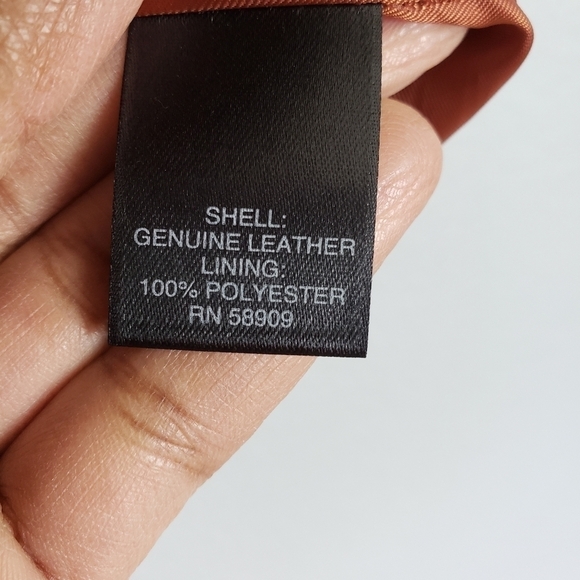 SHELL:
GENUINE LEATHER
LINING:
100% POLYESTER
RN 58909